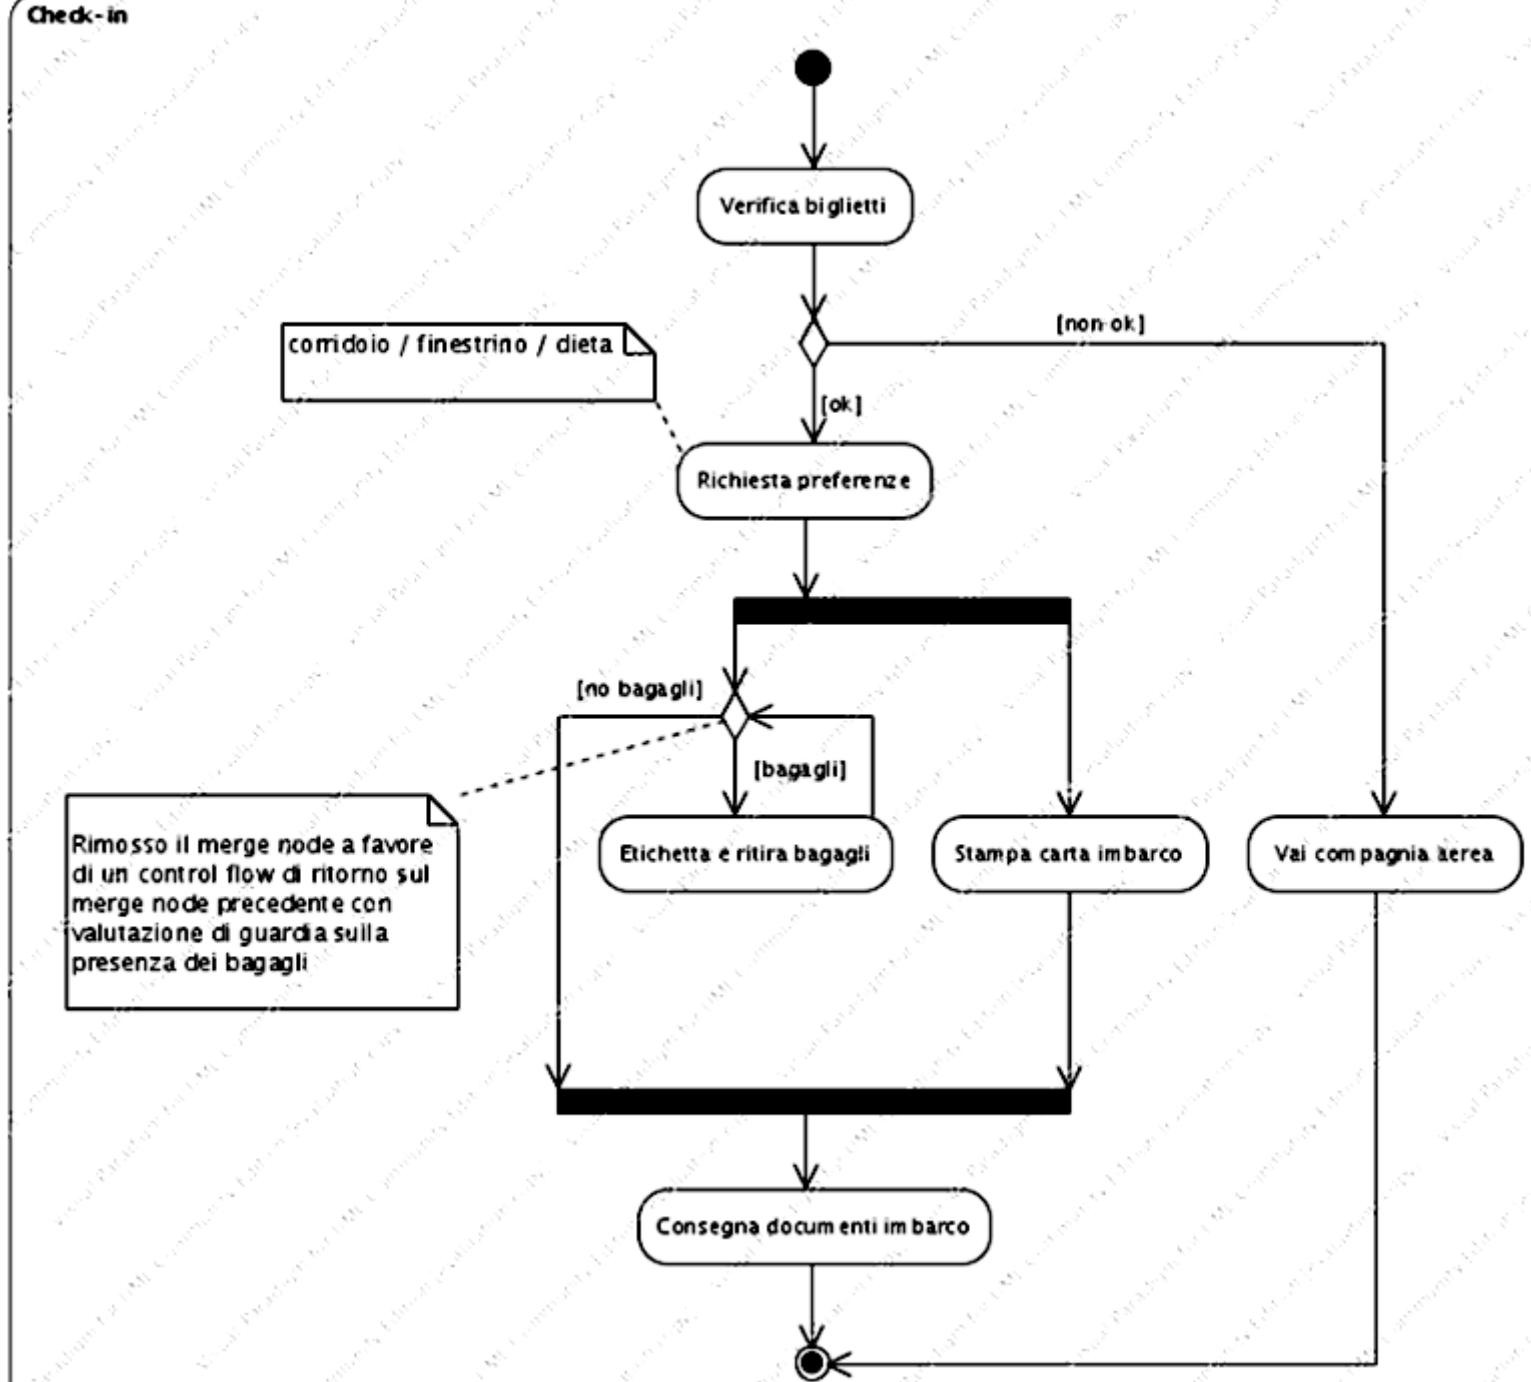 Check-in
Verifica biglietti
[non-ok]
corridoio / finestrino / dieta
[ok]
Richiesta preferenze
[no bagagli]
[bagagli]
Etichetta e ritira bagagli
Stampa carta imbarco
Vai compagnia aerea
Rimosso il merge node a favore
di un control flow di ritorno sul
merge node precedente con
valutazione di guardia sulla
presenza dei bagagli
Consegna documenti imbarco